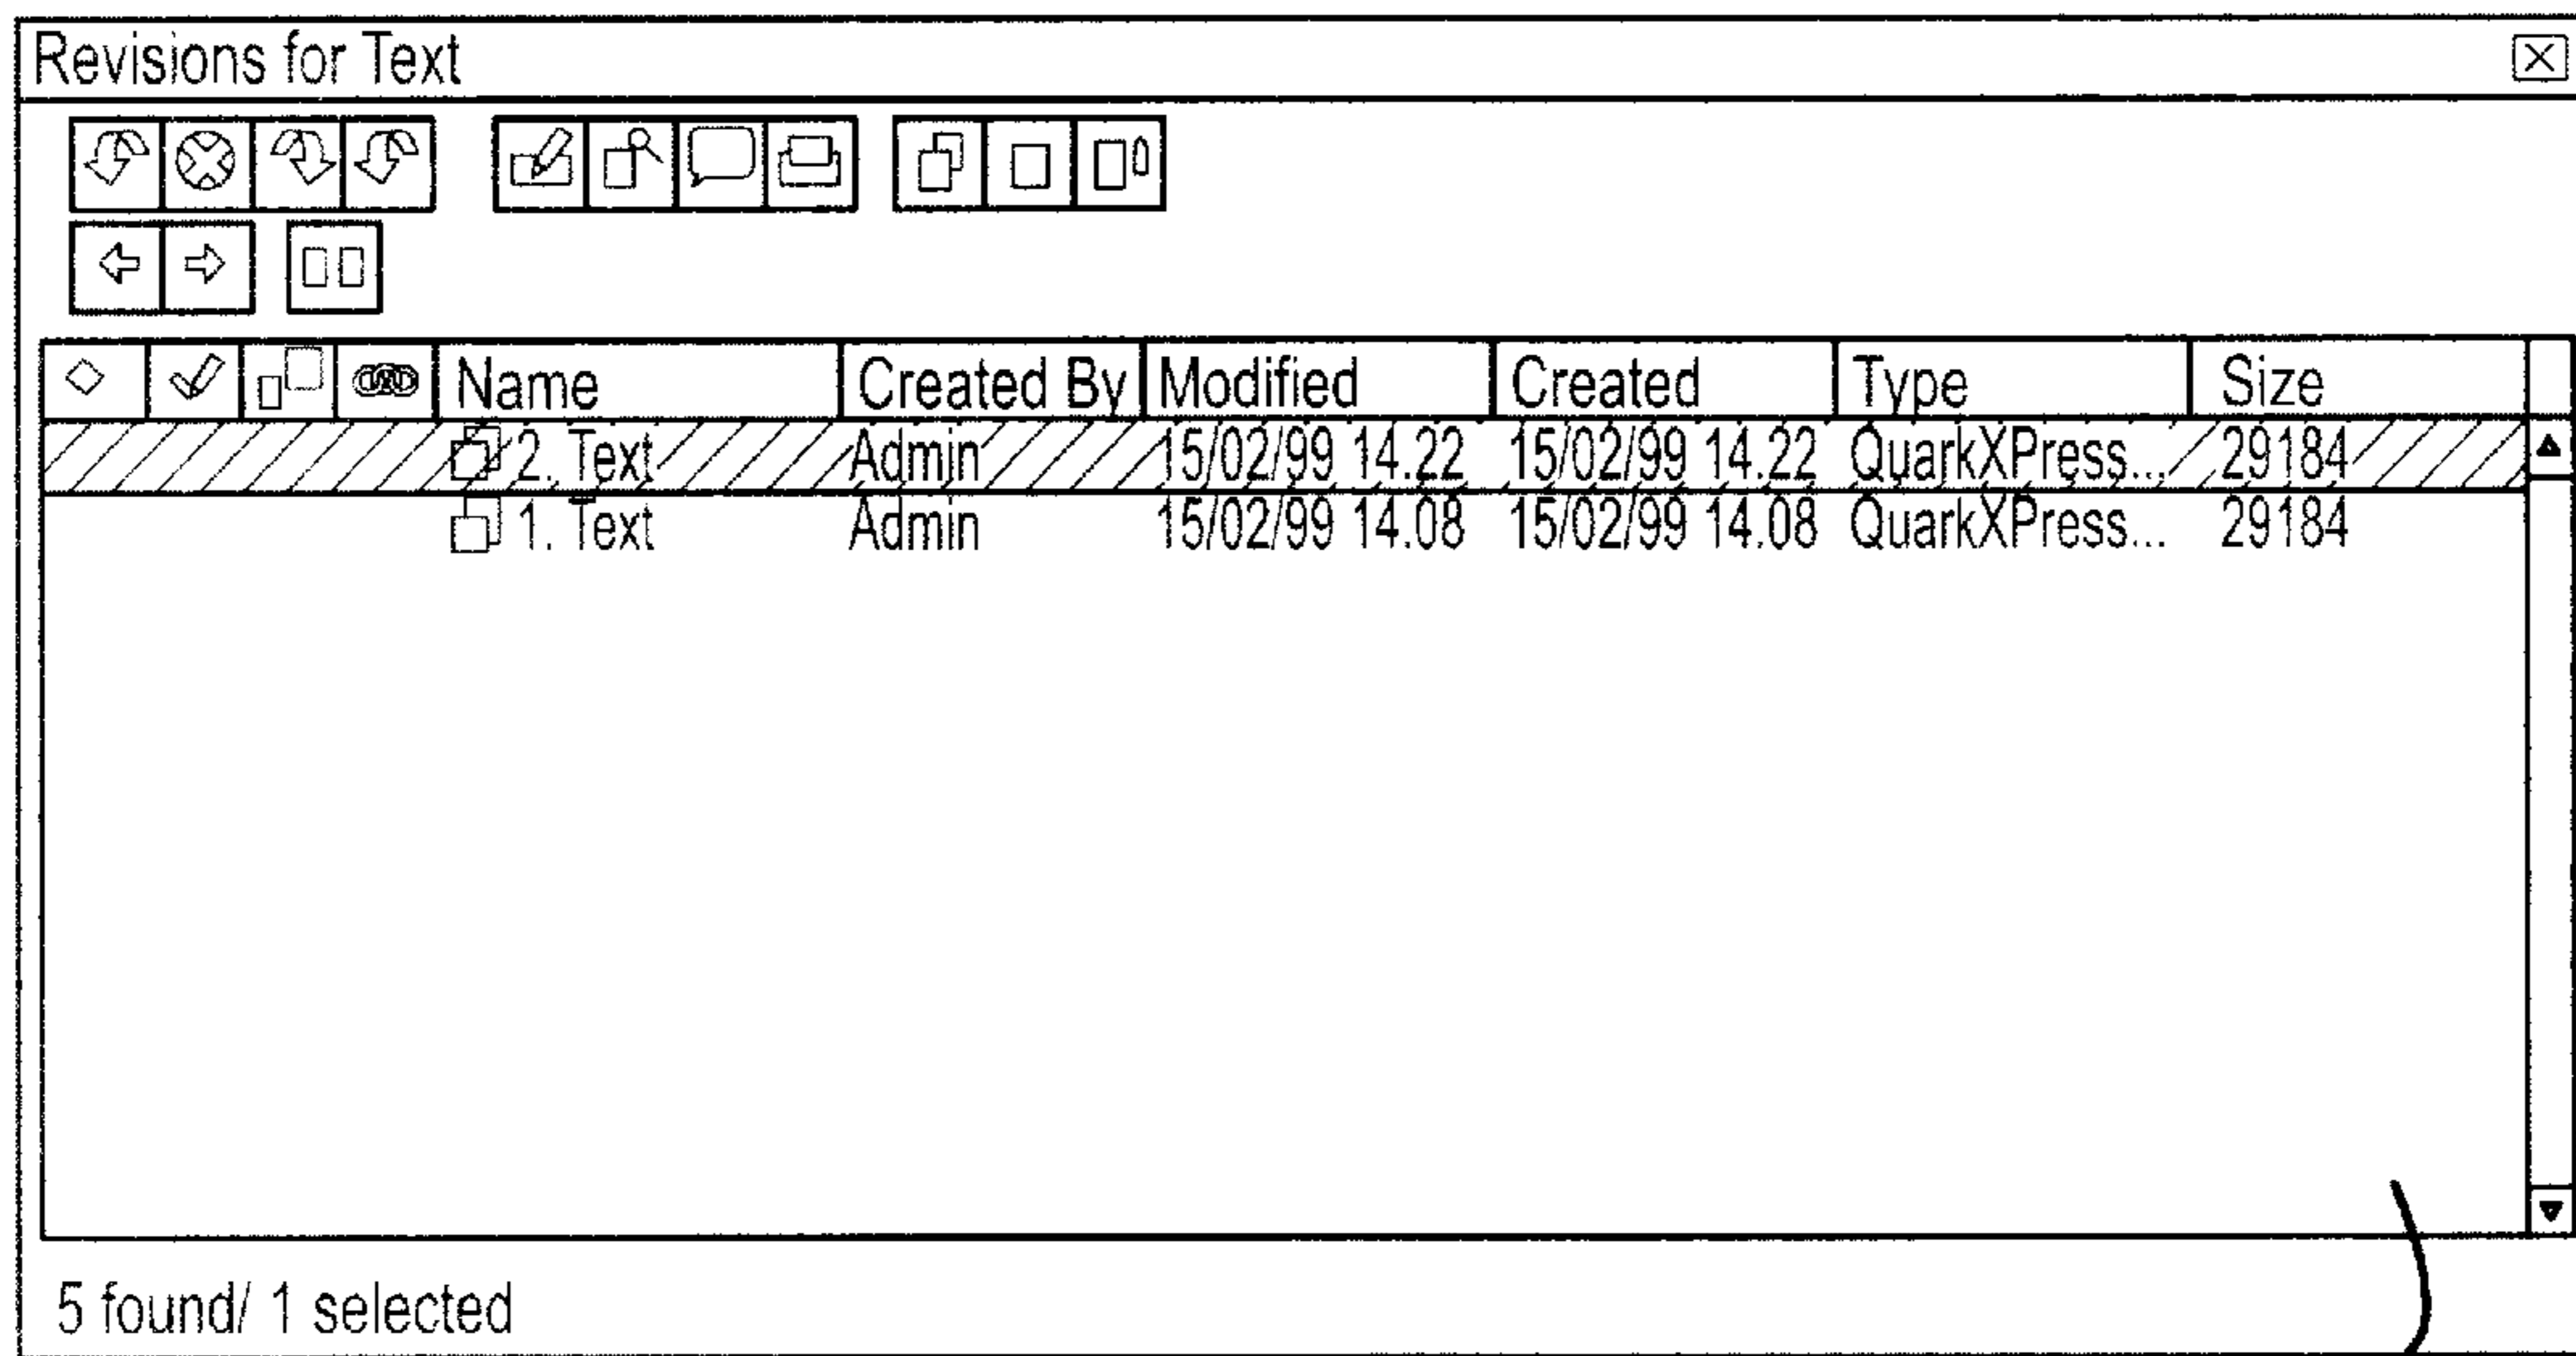 Revisions for Text
Name Created By Modified Created Type Size
2. Text Admin 15/02/99 14.22 15/02/99 14.22 QuarkXPress... 29184
1. Text Admin 15/02/99 14.08 15/02/99 14.08 QuarkXPress... 29184
5 found/ 1 selected